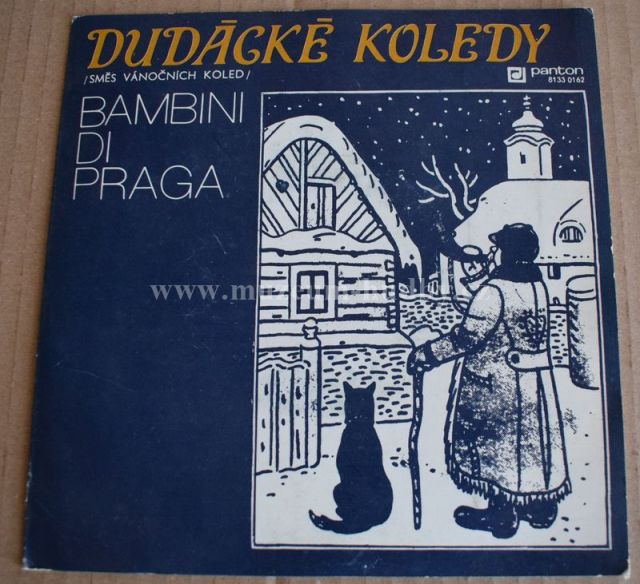 DUDÁCKÉ KOLEDY
/SMĚS VÁNOČNÍCH KOLED/
panton
8133 0162
BAMBINI
DI
PRAGA